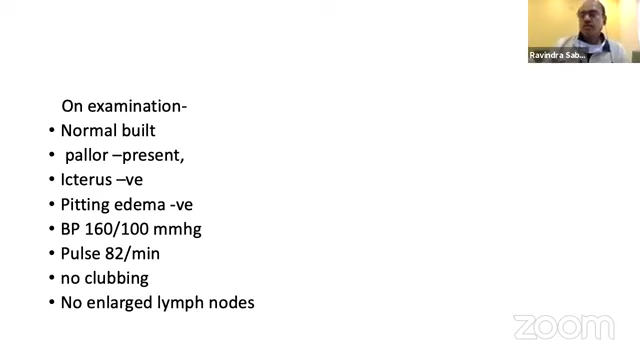 Ravindra Sab...
On examination-
• Normal built
• pallor –present,
• Icterus –ve
• Pitting edema -ve
• BP 160/100 mmhg
• Pulse 82/min
• no clubbing
• No enlarged lymph nodes
zoom